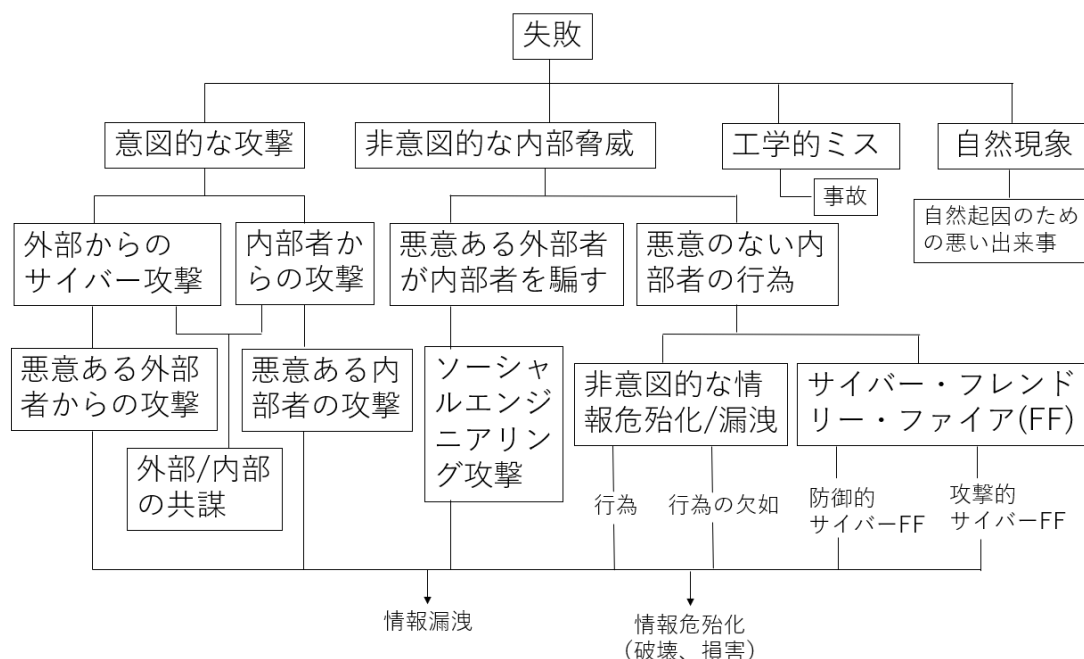 失敗
意図的な攻撃
非意図的な内部脅威
工学的ミス
自然現象
事故
自然起因のため
の悪い出来事
外部からの
サイバー攻撃
内部者か
らの攻撃
悪意ある外部者
が内部者を騙す
悪意のない内
部者の行為
悪意ある外部
者からの攻撃
悪意ある内
部者の攻撃
ソーシャ
ルエンジ
ニアリン
グ攻撃
非意図的な情
報危殆化/漏洩
サイバー・フレンド
リー・ファイア(FF)
外部/内部
の共謀
行為
行為の欠如
防御的
サイバーFF
攻撃的
サイバーFF
情報漏洩
情報危殆化
（破壊、損害）